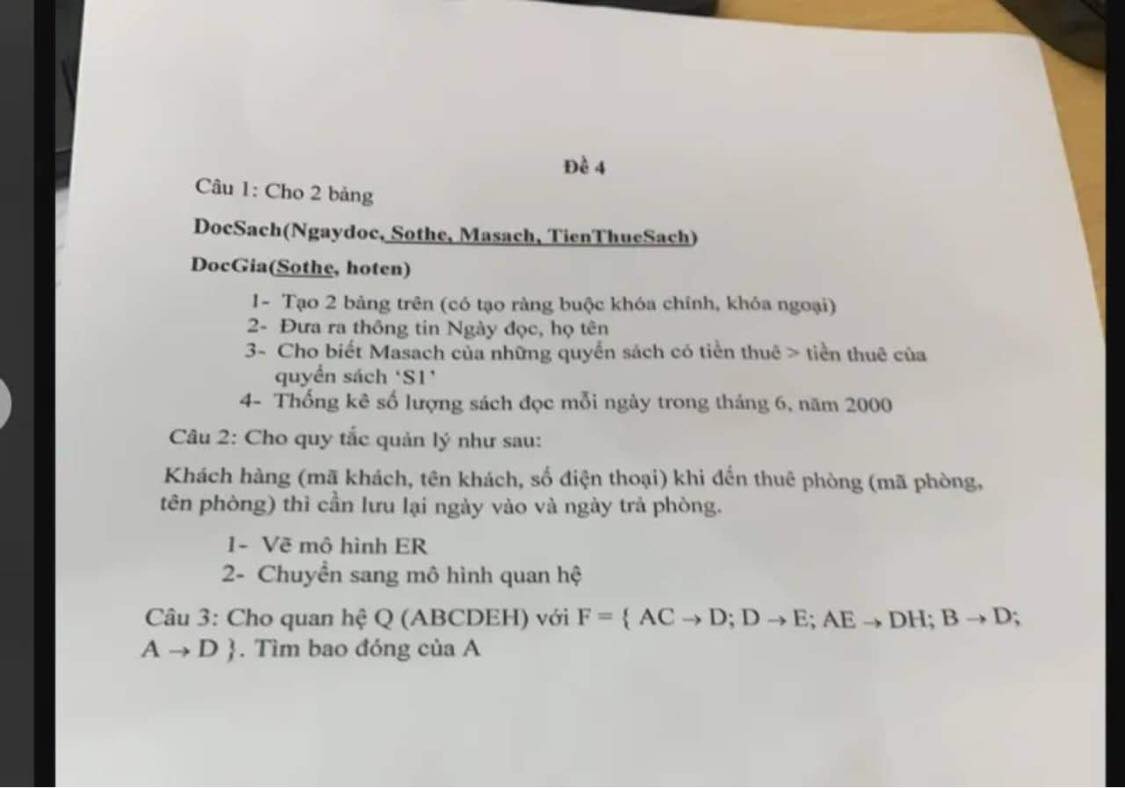 Đề 4
Câu 1: Cho 2 bảng
DocSach(Ngaydoc, Sothe, Masach, TienThueSach)
DocGia(Sothe, hoten)
1- Tạo 2 bảng trên (có tạo ràng buộc khóa chính, khóa ngoại)
2- Đưa ra thông tin Ngày đọc, họ tên
3- Cho biết Masach của những quyển sách có tiền thuê > tiền thuê của
quyển sách ‘S1’
4- Thống kê số lượng sách đọc mỗi ngày trong tháng 6, năm 2000
Câu 2: Cho quy tắc quản lý như sau:
Khách hàng (mã khách, tên khách, số điện thoại) khi đến thuê phòng (mã phòng,
tên phòng) thì cần lưu lại ngày vào và ngày trả phòng.
1- Vẽ mô hình ER
2- Chuyển sang mô hình quan hệ
Câu 3: Cho quan hệ Q (ABCDEH) với F = { AC → D; D → E; AE → DH; B → D;
A → D }. Tìm bao đóng của A